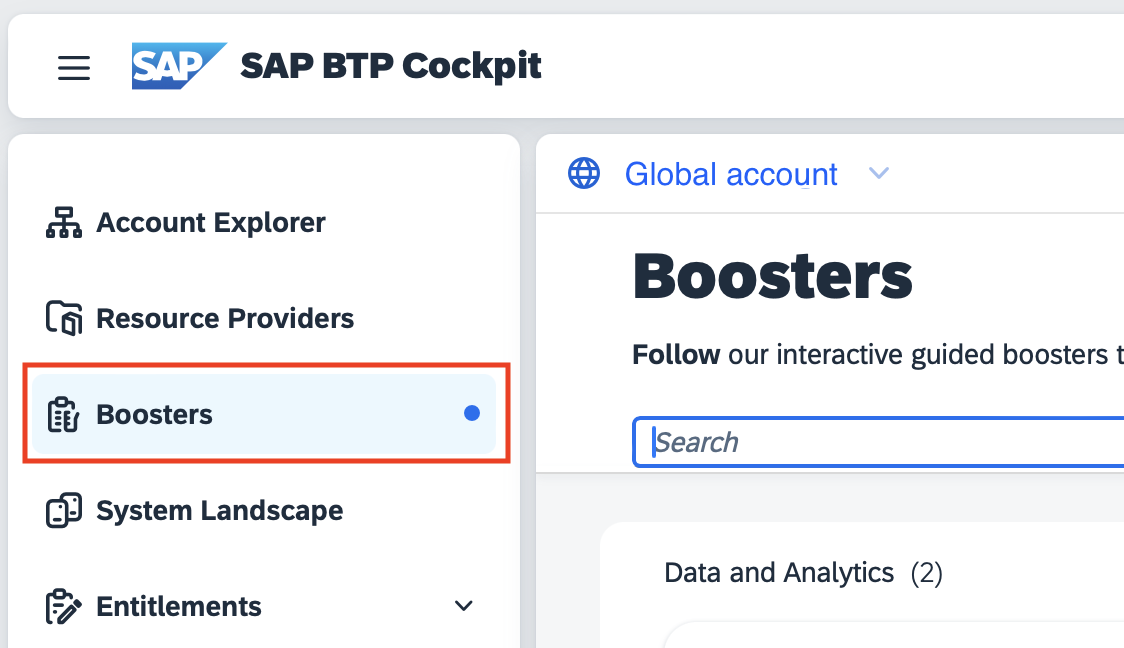 SAP SAP BTP Cockpit
Account Explorer
Resource Providers
Boosters
System Landscape
Entitlements
Global account
Boosters
Follow our interactive guided boosters t
Search
Data and Analytics (2)